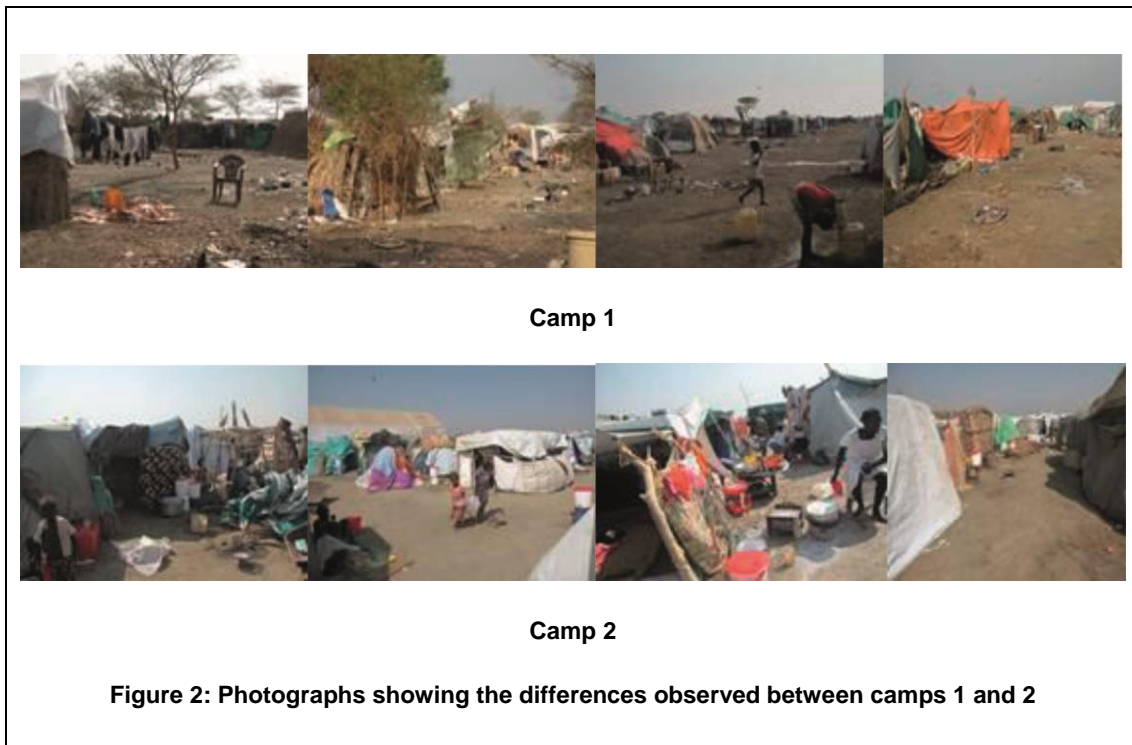 Camp 1
Camp 2
Figure 2: Photographs showing the differences observed between camps 1 and 2